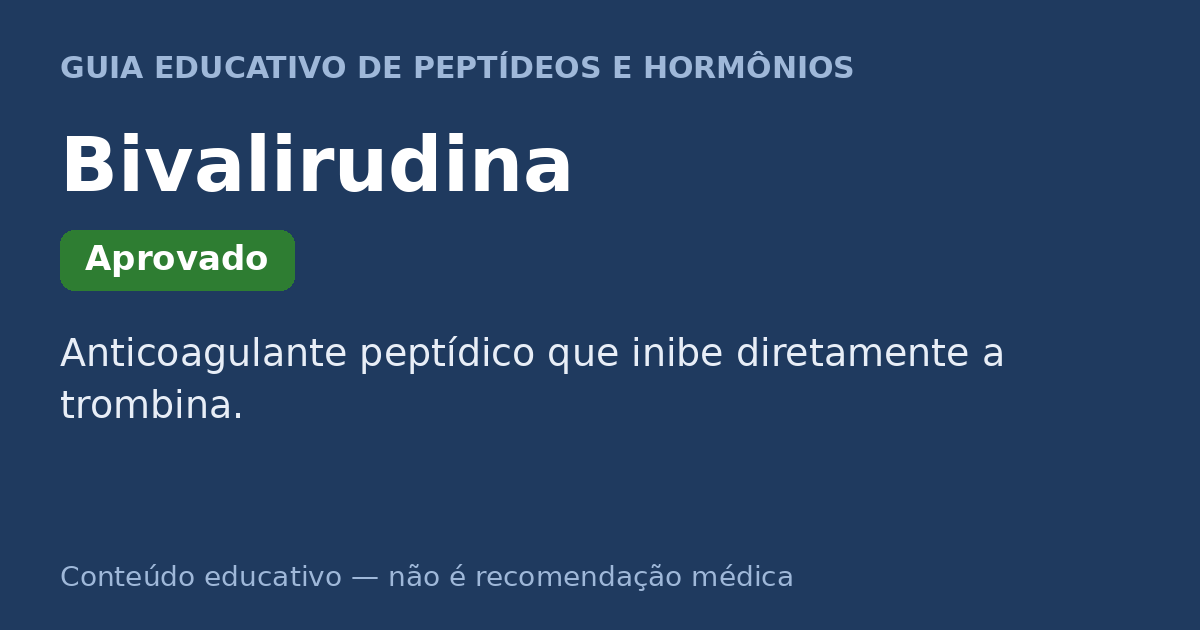 GUIA EDUCATIVO DE PEPTÍDEOS E HORMÔNIOS
Bivalirudina
Aprovado
Anticoagulante peptídico que inibe diretamente a
trombina.
Conteúdo educativo — não é recomendação médica